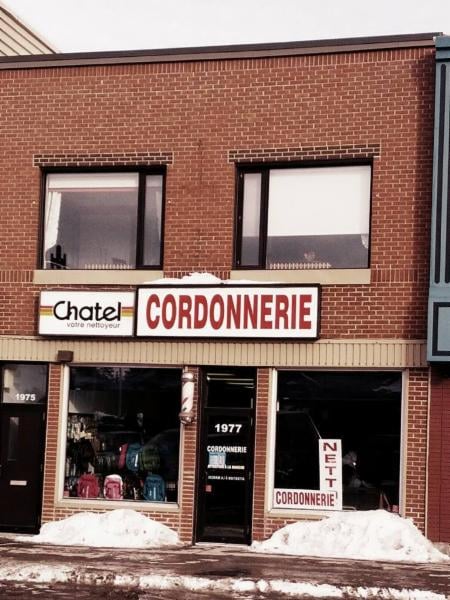 Chatel
votre nettoyeur
CORDONNERIE
1975
1977
CORDONNERIE
NETT
CORDONNERIE